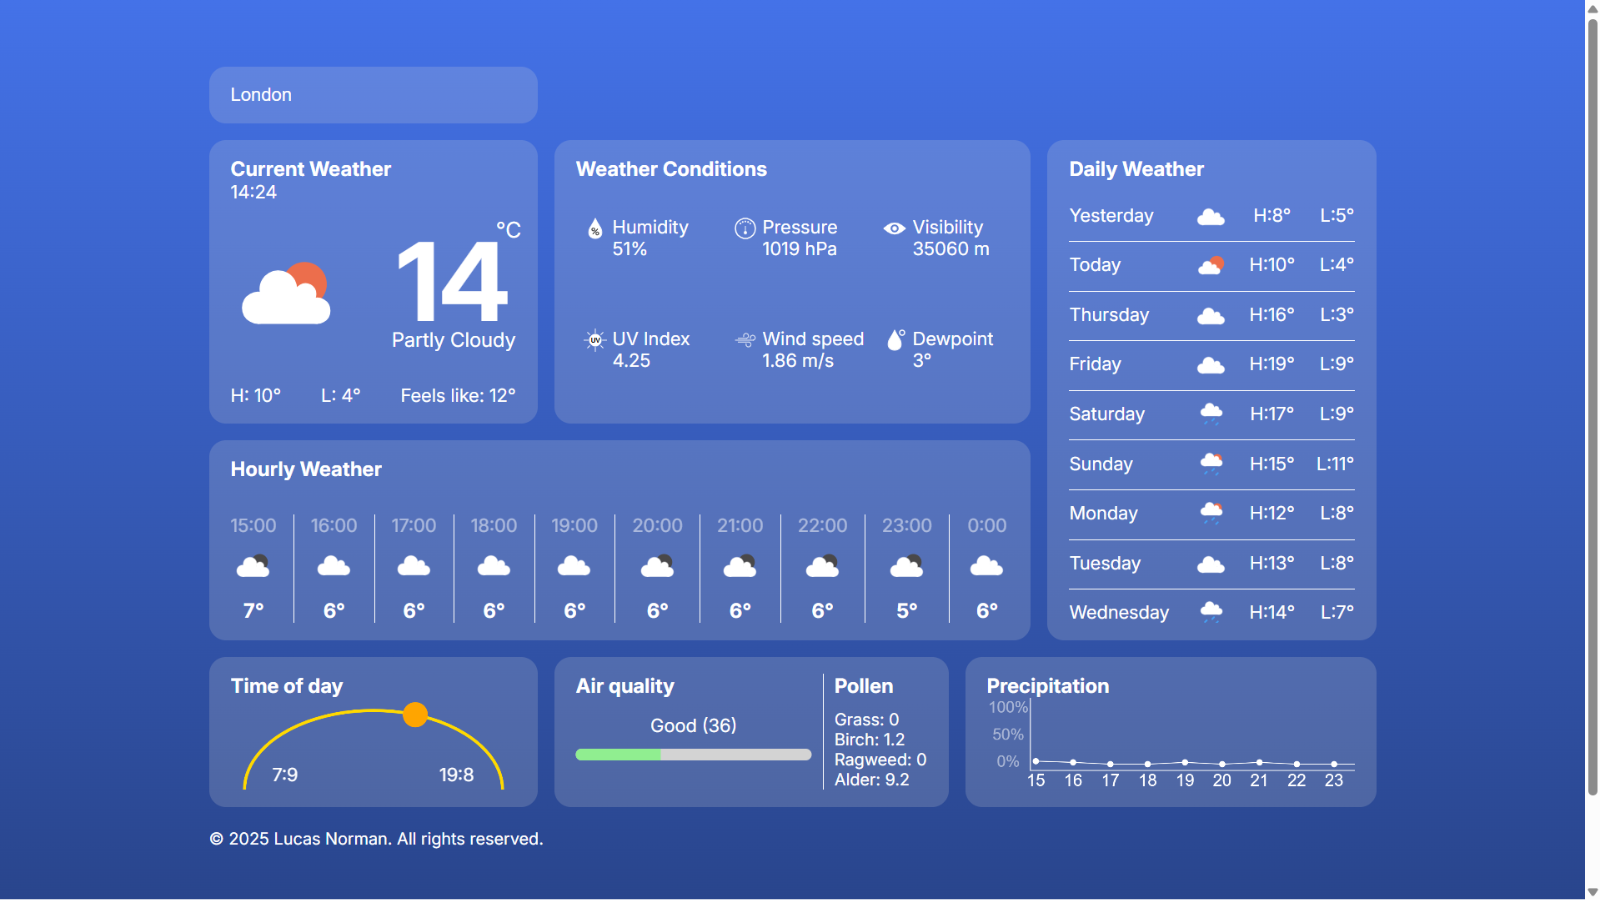 London
Current Weather
14:24
°C
14
Partly Cloudy
H: 10° L: 4° Feels like: 12°
Weather Conditions
% Humidity
51%
Pressure
1019 hPa
Visibility
35060 m
UV UV Index
4.25
Wind speed
1.86 m/s
Dewpoint
3°
Daily Weather
Yesterday H:8° L:5°
Today H:10° L:4°
Thursday H:16° L:3°
Friday H:19° L:9°
Saturday H:17° L:9°
Sunday H:15° L:11°
Monday H:12° L:8°
Tuesday H:13° L:8°
Wednesday H:14° L:7°
Hourly Weather
15:00 16:00 17:00 18:00 19:00 20:00 21:00 22:00 23:00 0:00
7° 6° 6° 6° 6° 6° 6° 6° 5° 6°
Time of day
7:9 19:8
Air quality
Good (36)
Pollen
Grass: 0
Birch: 1.2
Ragweed: 0
Alder: 9.2
Precipitation
100%
50%
0%
15 16 17 18 19 20 21 22 23
© 2025 Lucas Norman. All rights reserved.